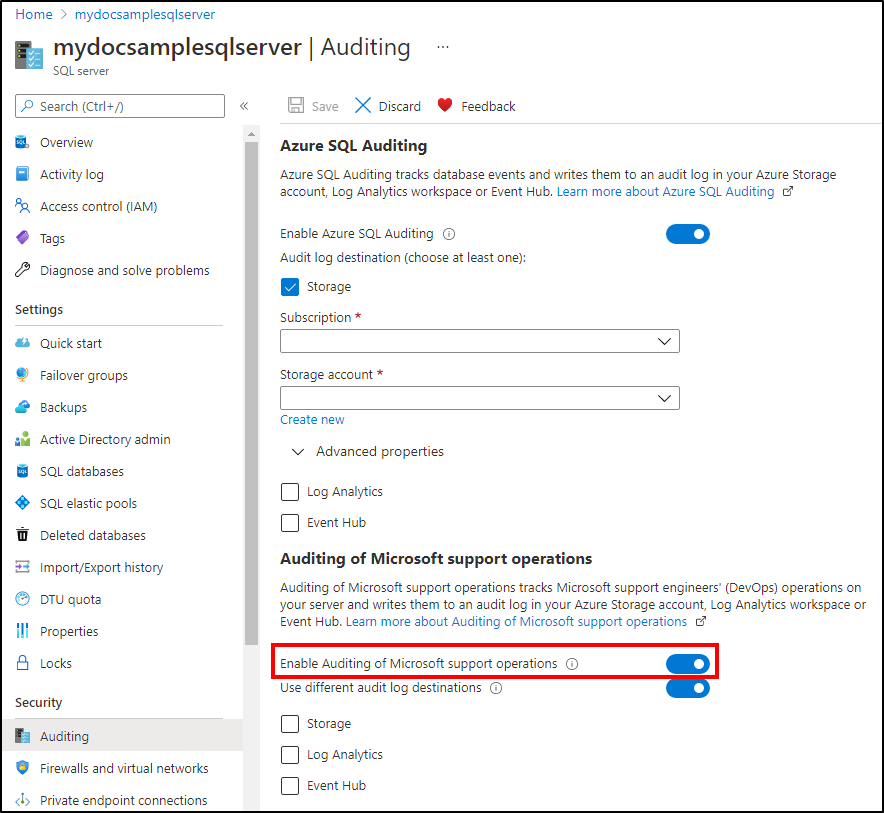 Home > mydocsamplesqlserver
mydocsamplesqlserver | Auditing ...
SQL server
Search (Ctrl+/)
«
Overview
Activity log
Access control (IAM)
Tags
Diagnose and solve problems
Settings
Quick start
Failover groups
Backups
Active Directory admin
SQL databases
SQL elastic pools
Deleted databases
Import/Export history
DTU quota
Properties
Locks
Security
Auditing
Firewalls and virtual networks
Private endpoint connections
Save Discard Feedback
Azure SQL Auditing
Azure SQL Auditing tracks database events and writes them to an audit log in your Azure Storage
account, Log Analytics workspace or Event Hub. Learn more about Azure SQL Auditing
Enable Azure SQL Auditing
Audit log destination (choose at least one):
Storage
Subscription *
Storage account *
Create new
Advanced properties
Log Analytics
Event Hub
Auditing of Microsoft support operations
Auditing of Microsoft support operations tracks Microsoft support engineers' (DevOps) operations on
your server and writes them to an audit log in your Azure Storage account, Log Analytics workspace or
Event Hub. Learn more about Auditing of Microsoft support operations
Enable Auditing of Microsoft support operations
Use different audit log destinations
Storage
Log Analytics
Event Hub